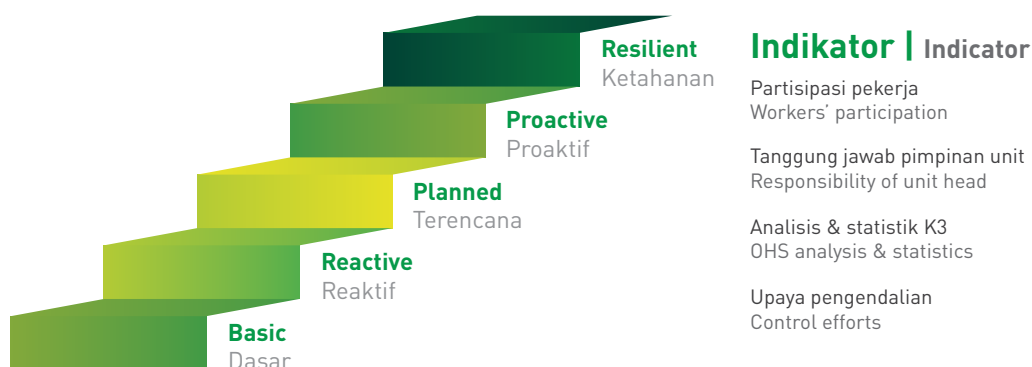 Resilient
Ketahanan
Proactive
Proaktif
Planned
Terencana
Reactive
Reaktif
Basic
Dasar
Indikator | Indicator
Partisipasi pekerja
Workers’ participation
Tanggung jawab pimpinan unit
Responsibility of unit head
Analisis & statistik K3
OHS analysis & statistics
Upaya pengendalian
Control efforts